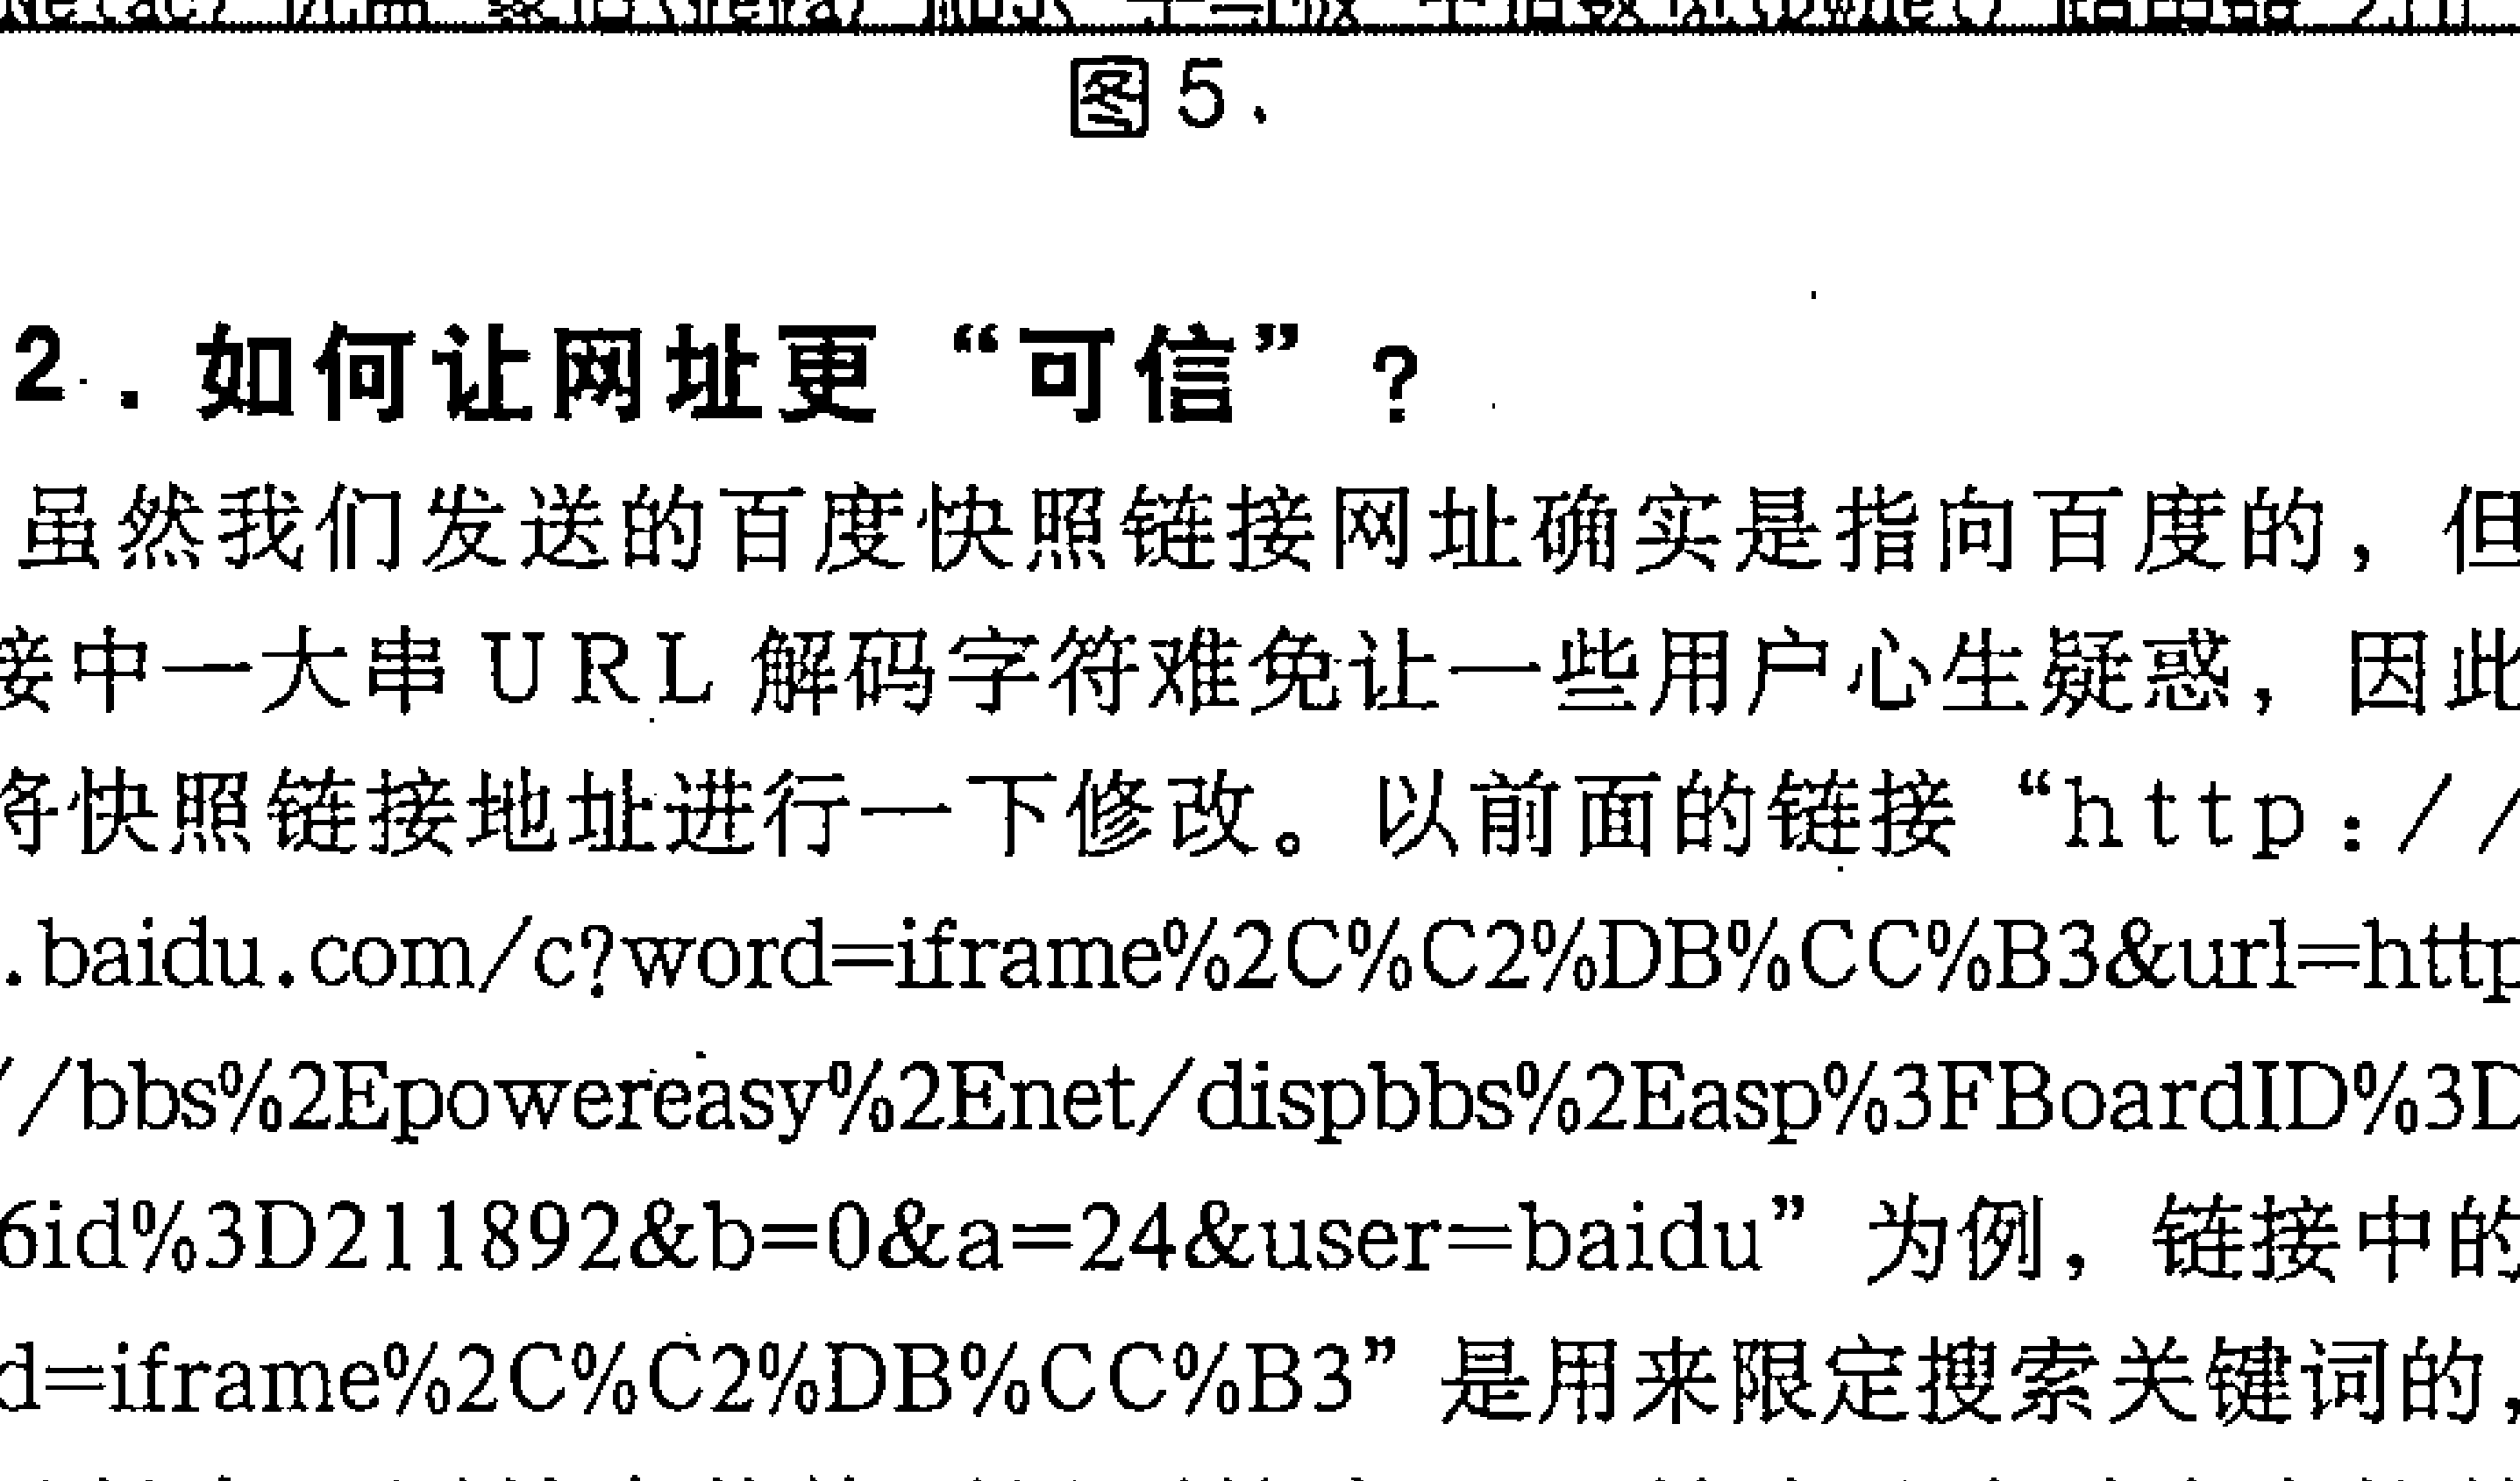 图5.
2. 如何让网址更“可信”?
虽然我们发送的百度快照链接网址确实是指向百度的，但
接中一大串URL解码字符难免让一些用户心生疑惑，因此
将快照链接地址进行一下修改。以前面的链接“http://
.baidu.com/c?word=iframe%2C%C2%DB%CC%B3&url=http
//bbs%2Epowereasy%2Enet/dispbbs%2Easp%3FBoardID%3D
6id%3D211892&b=0&a=24&user=baidu”为例，链接中的
d=iframe%2C%C2%DB%CC%B3”是用来限定搜索关键词的，